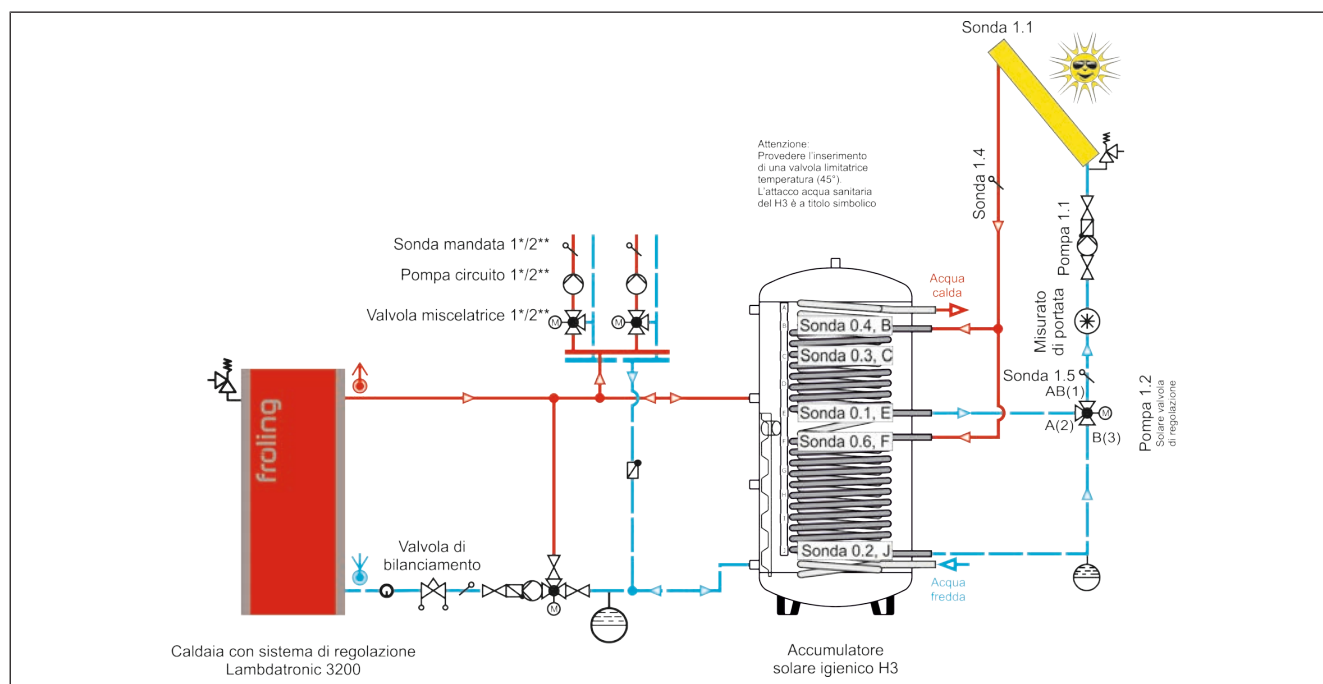 Sonda 1.1
Attenzione:
Provedere l'inserimento
di una valvola limitatrice
temperatura (45°).
L'attacco acqua sanitaria
del H3 è a titolo simbolico
Sonda 1.4
Pompa 1.1
Sonda mandata 1*/2**
Pompa circuito 1*/2**
Valvola miscelatrice 1*/2**
M
M
Acqua
calda
Misurato
di portata
A
B
Sonda 0.4, B
C
Sonda 0.3, C
D
E
Sonda 0.1, E
F
Sonda 0.6, F
G
H
I
J
Sonda 0.2, J
Sonda 1.5
AB(1)
A(2)
M
B(3)
Pompa 1.2
Solare valvola
di regolazione
froling
Valvola di
bilanciamento
M
Acqua
fredda
Caldaia con sistema di regolazione
Lambdatronic 3200
Accumulatore
solare igienico H3